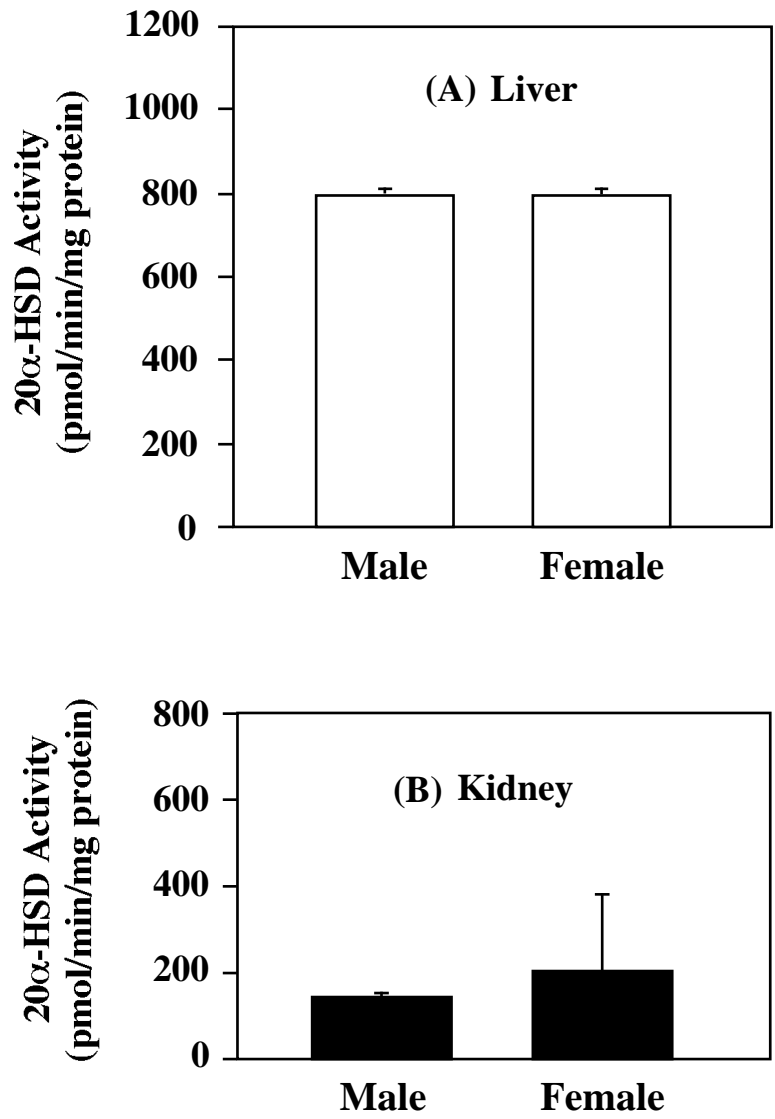 20α-HSD Activity
(pmol/min/mg protein)
1200
1000
800
600
400
200
0
(A) Liver
Male Female
20α-HSD Activity
(pmol/min/mg protein)
800
600
400
200
0
(B) Kidney
Male Female